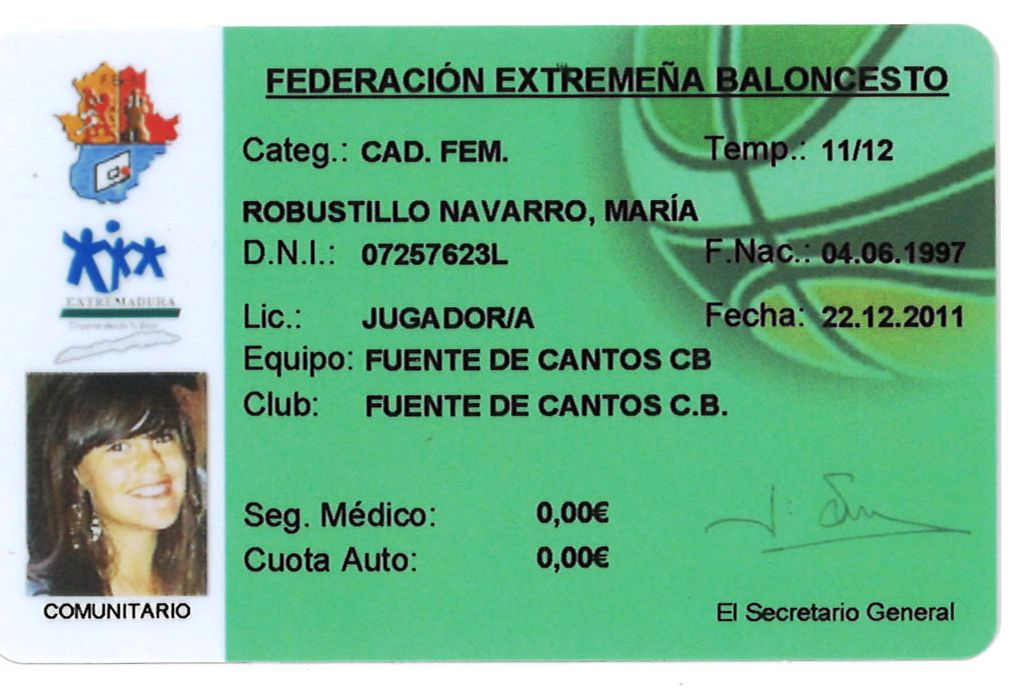 FEDERACIÓN EXTREMEÑA BALONCESTO
Categ.: CAD. FEM. Temp.: 11/12
ROBUSTILLO NAVARRO, MARÍA
D.N.I.: 07257623L F.Nac.: 04.06.1997
Lic.: JUGADOR/A Fecha: 22.12.2011
Equipo: FUENTE DE CANTOS CB
Club: FUENTE DE CANTOS C.B.
Seg. Médico: 0,00€
Cuota Auto: 0,00€
El Secretario General
EXTREMADURA
COMUNITARIO